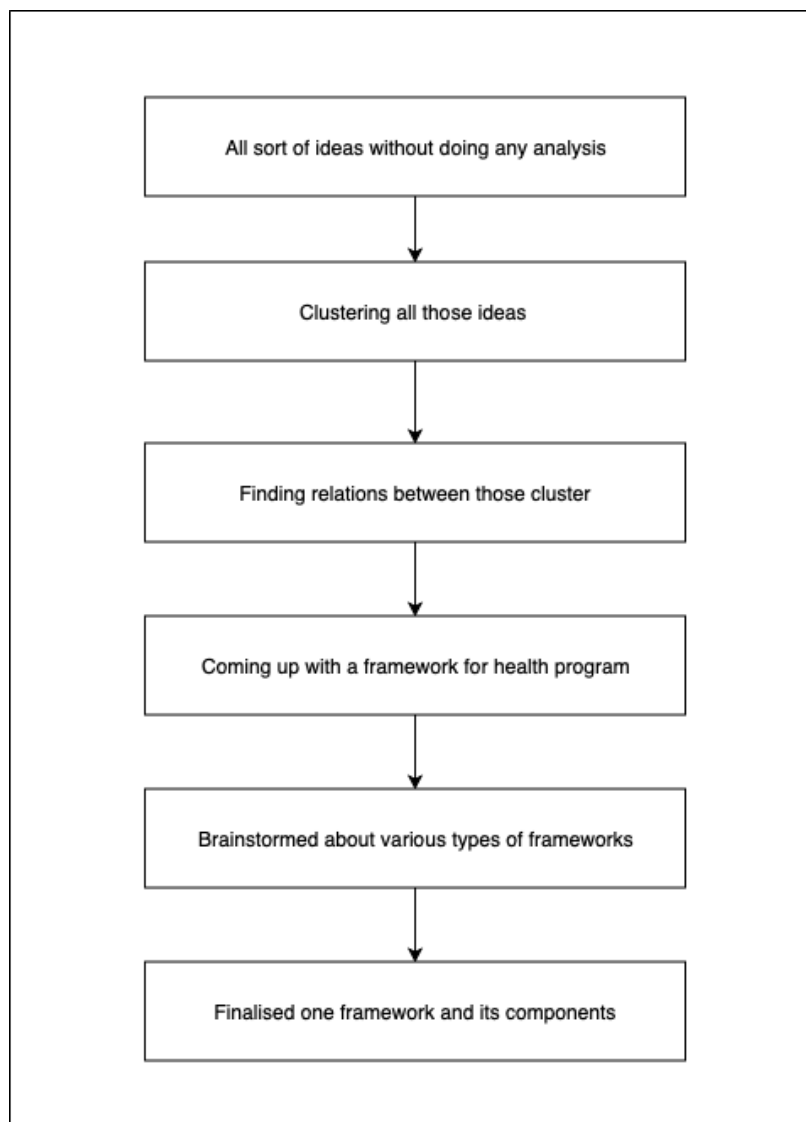 All sort of ideas without doing any analysis
Clustering all those ideas
Finding relations between those cluster
Coming up with a framework for health program
Brainstormed about various types of frameworks
Finalised one framework and its components